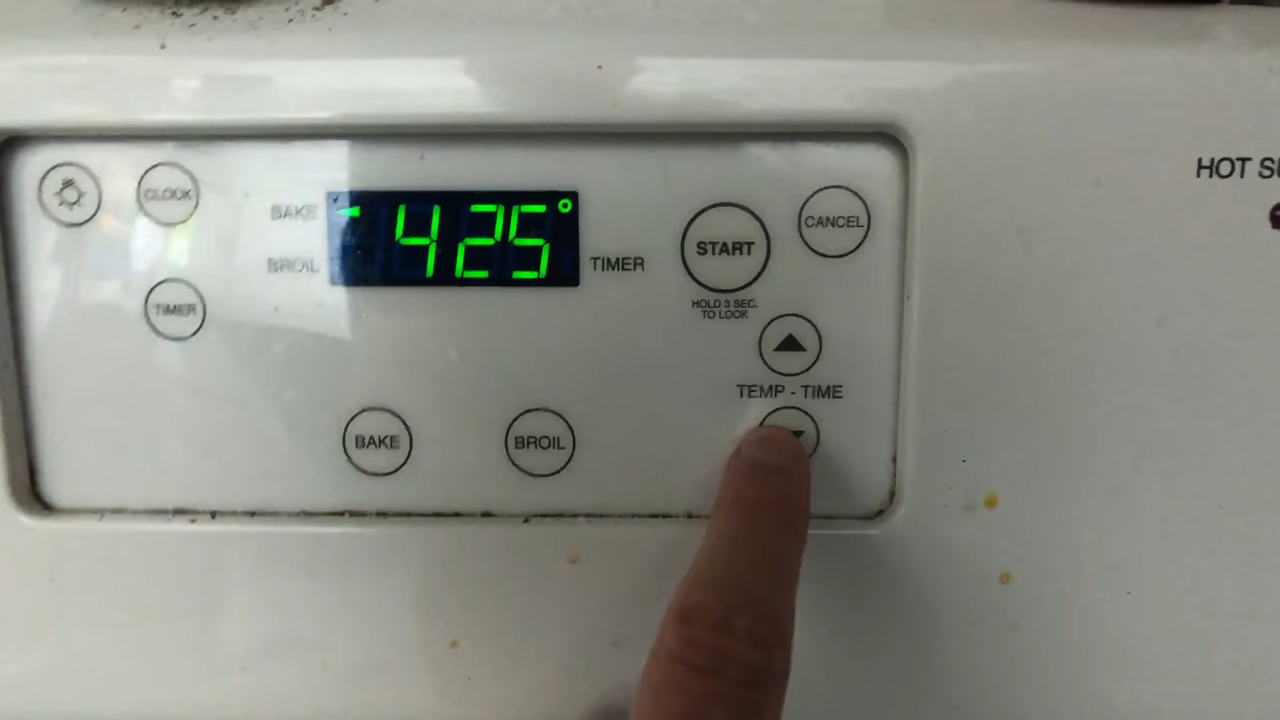 CLOCK
BAKE
425°
BROIL
TIMER
TIMER
START
HOLD 3 SEC.
TO LOCK
CANCEL
TEMP - TIME
BAKE
BROIL
HOT SU